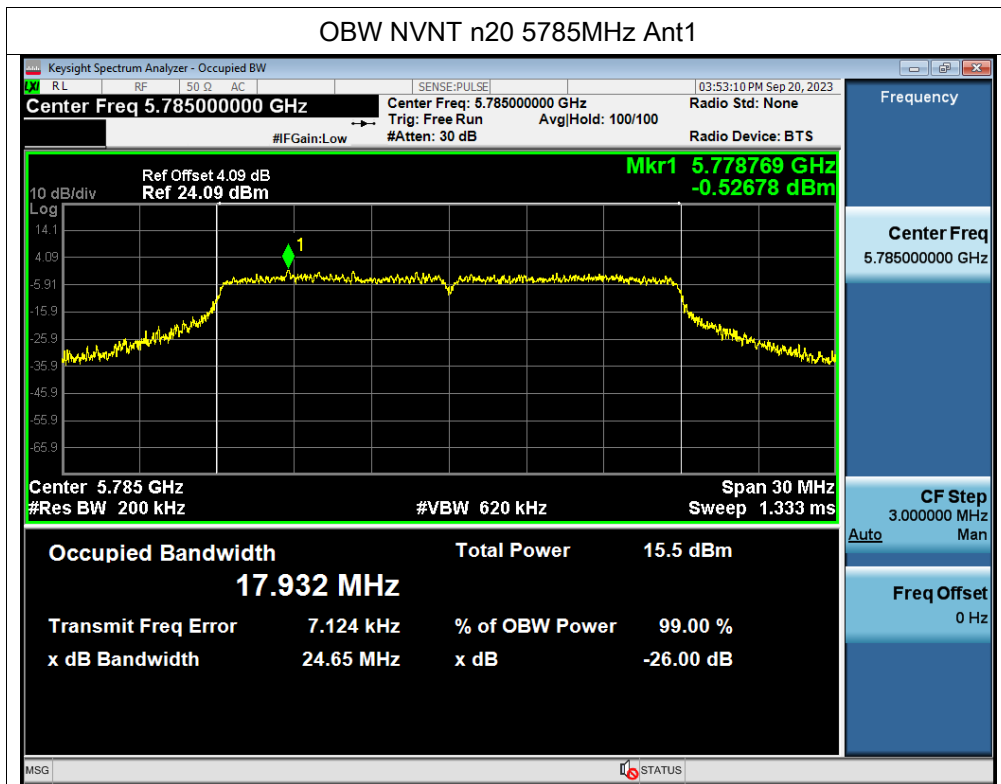 OBW NVNT n20 5785MHz Ant1
Keysight Spectrum Analyzer - Occupied BW
LXI RL RF 50 Ω AC SENSE:PULSE 03:53:10 PM Sep 20, 2023
Center Freq 5.785000000 GHz
Center Freq: 5.785000000 GHz Radio Std: None
Trig: Free Run Avg|Hold: 100/100
#IFGain:Low #Atten: 30 dB Radio Device: BTS
Mkr1 5.778769 GHz
-0.52678 dBm
Ref Offset 4.09 dB
10 dB/div Ref 24.09 dBm
Log
14.1
4.09
-5.91
-15.9
-25.9
-35.9
-45.9
-55.9
-65.9
1
Center 5.785 GHz Span 30 MHz
#Res BW 200 kHz #VBW 620 kHz Sweep 1.333 ms
Occupied Bandwidth Total Power 15.5 dBm
17.932 MHz
Transmit Freq Error 7.124 kHz % of OBW Power 99.00 %
x dB Bandwidth 24.65 MHz x dB -26.00 dB
Frequency
Center Freq
5.785000000 GHz
CF Step
3.000000 MHz
Auto Man
Freq Offset
0 Hz
MSG STATUS